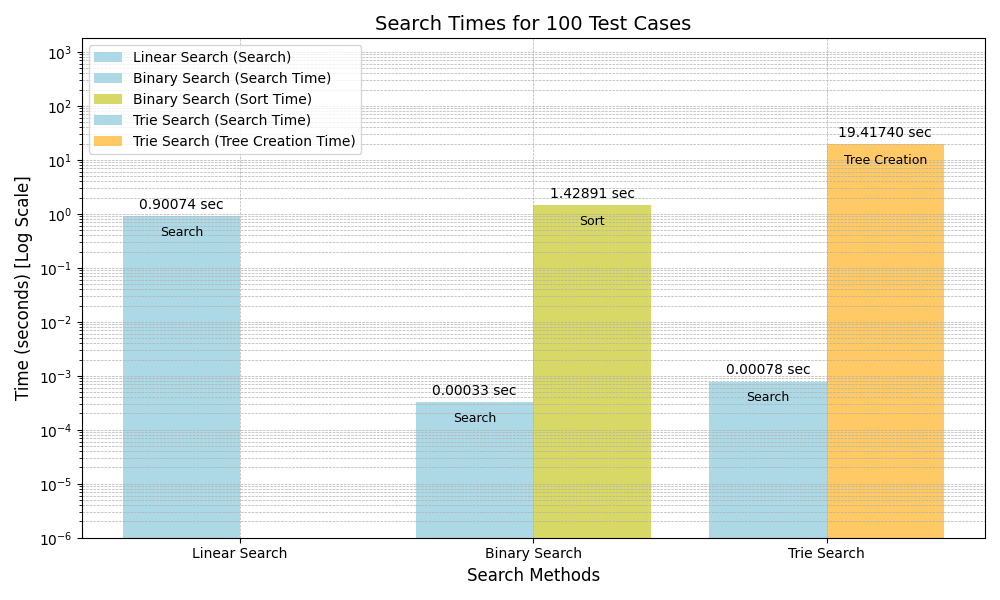 Search Times for 100 Test Cases
Linear Search (Search)
Binary Search (Search Time)
Binary Search (Sort Time)
Trie Search (Search Time)
Trie Search (Tree Creation Time)
Time (seconds) [Log Scale]
10³
10²
10¹
10⁰
10⁻¹
10⁻²
10⁻³
10⁻⁴
10⁻⁵
10⁻⁶
0.90074 sec
Search
0.00033 sec
Search
1.42891 sec
Sort
0.00078 sec
Search
19.41740 sec
Tree Creation
Linear Search
Binary Search
Trie Search
Search Methods